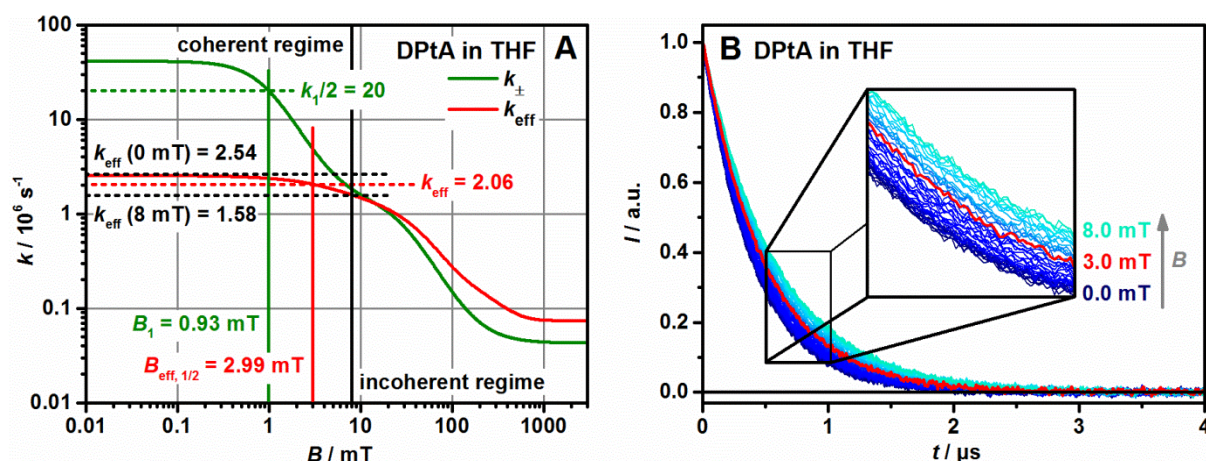 A
DPtA in THF
coherent regime
k±
keff
k1/2 = 20
keff (0 mT) = 2.54
keff = 2.06
keff (8 mT) = 1.58
B1 = 0.93 mT
Beff, 1/2 = 2.99 mT
incoherent regime
k / 10⁶ s⁻¹
100
10
1
0.1
0.01
0.01 0.1 1 10 100 1000
B / mT
B DPtA in THF
8.0 mT
3.0 mT
0.0 mT
B
I / a.u.
1.0
0.8
0.6
0.4
0.2
0.0
0 1 2 3 4
t / µs